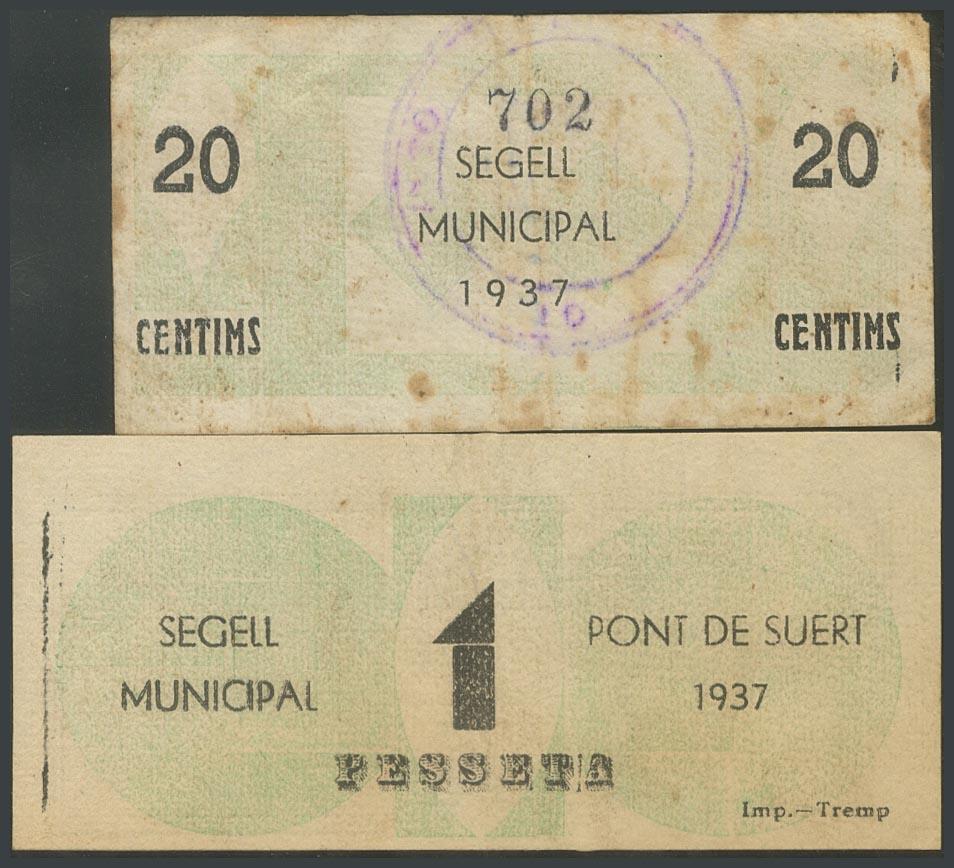 702
20 SEGELL 20
MUNICIPAL
1937
CENTIMS CENTIMS
SEGELL
MUNICIPAL
1
PESSETA
PONT DE SUERT
1937
Imp.—Tremp